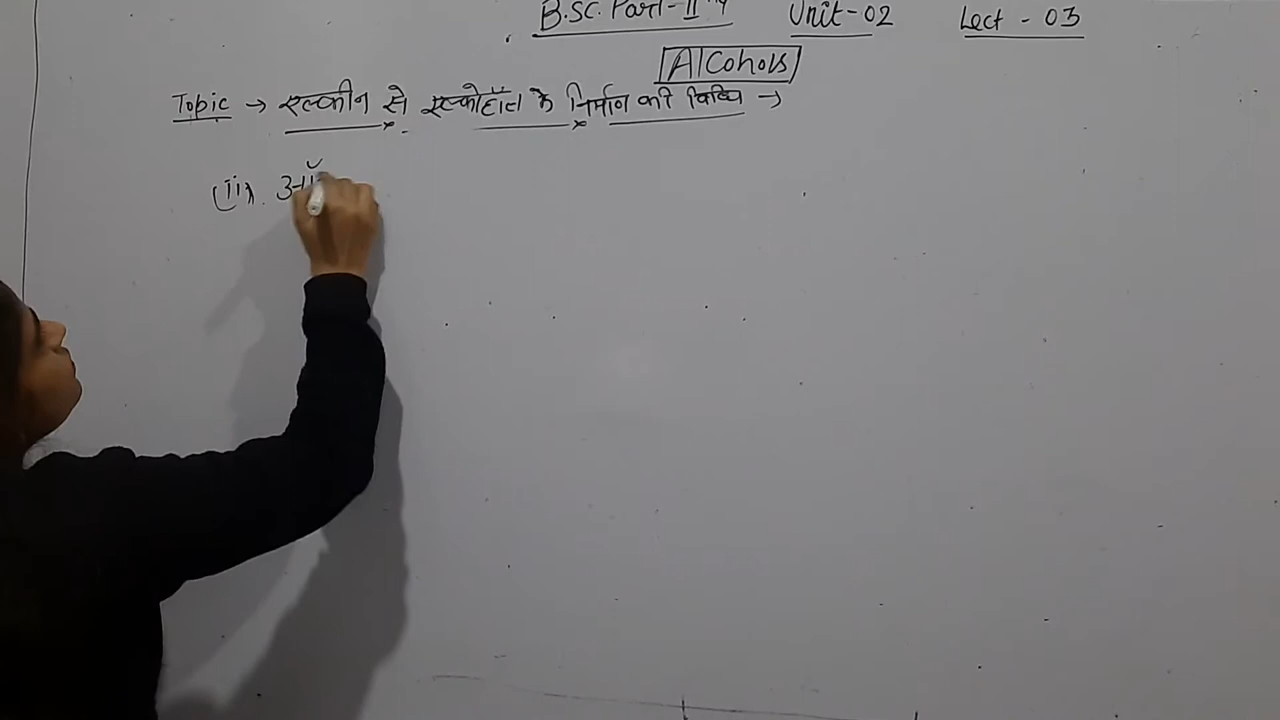 B.Sc. Part-II Unit-02 Lect - 03
Alcohols
Topic → एल्कीन से एल्कोहॉल के निर्माण की विधि →
(ii). ऑ